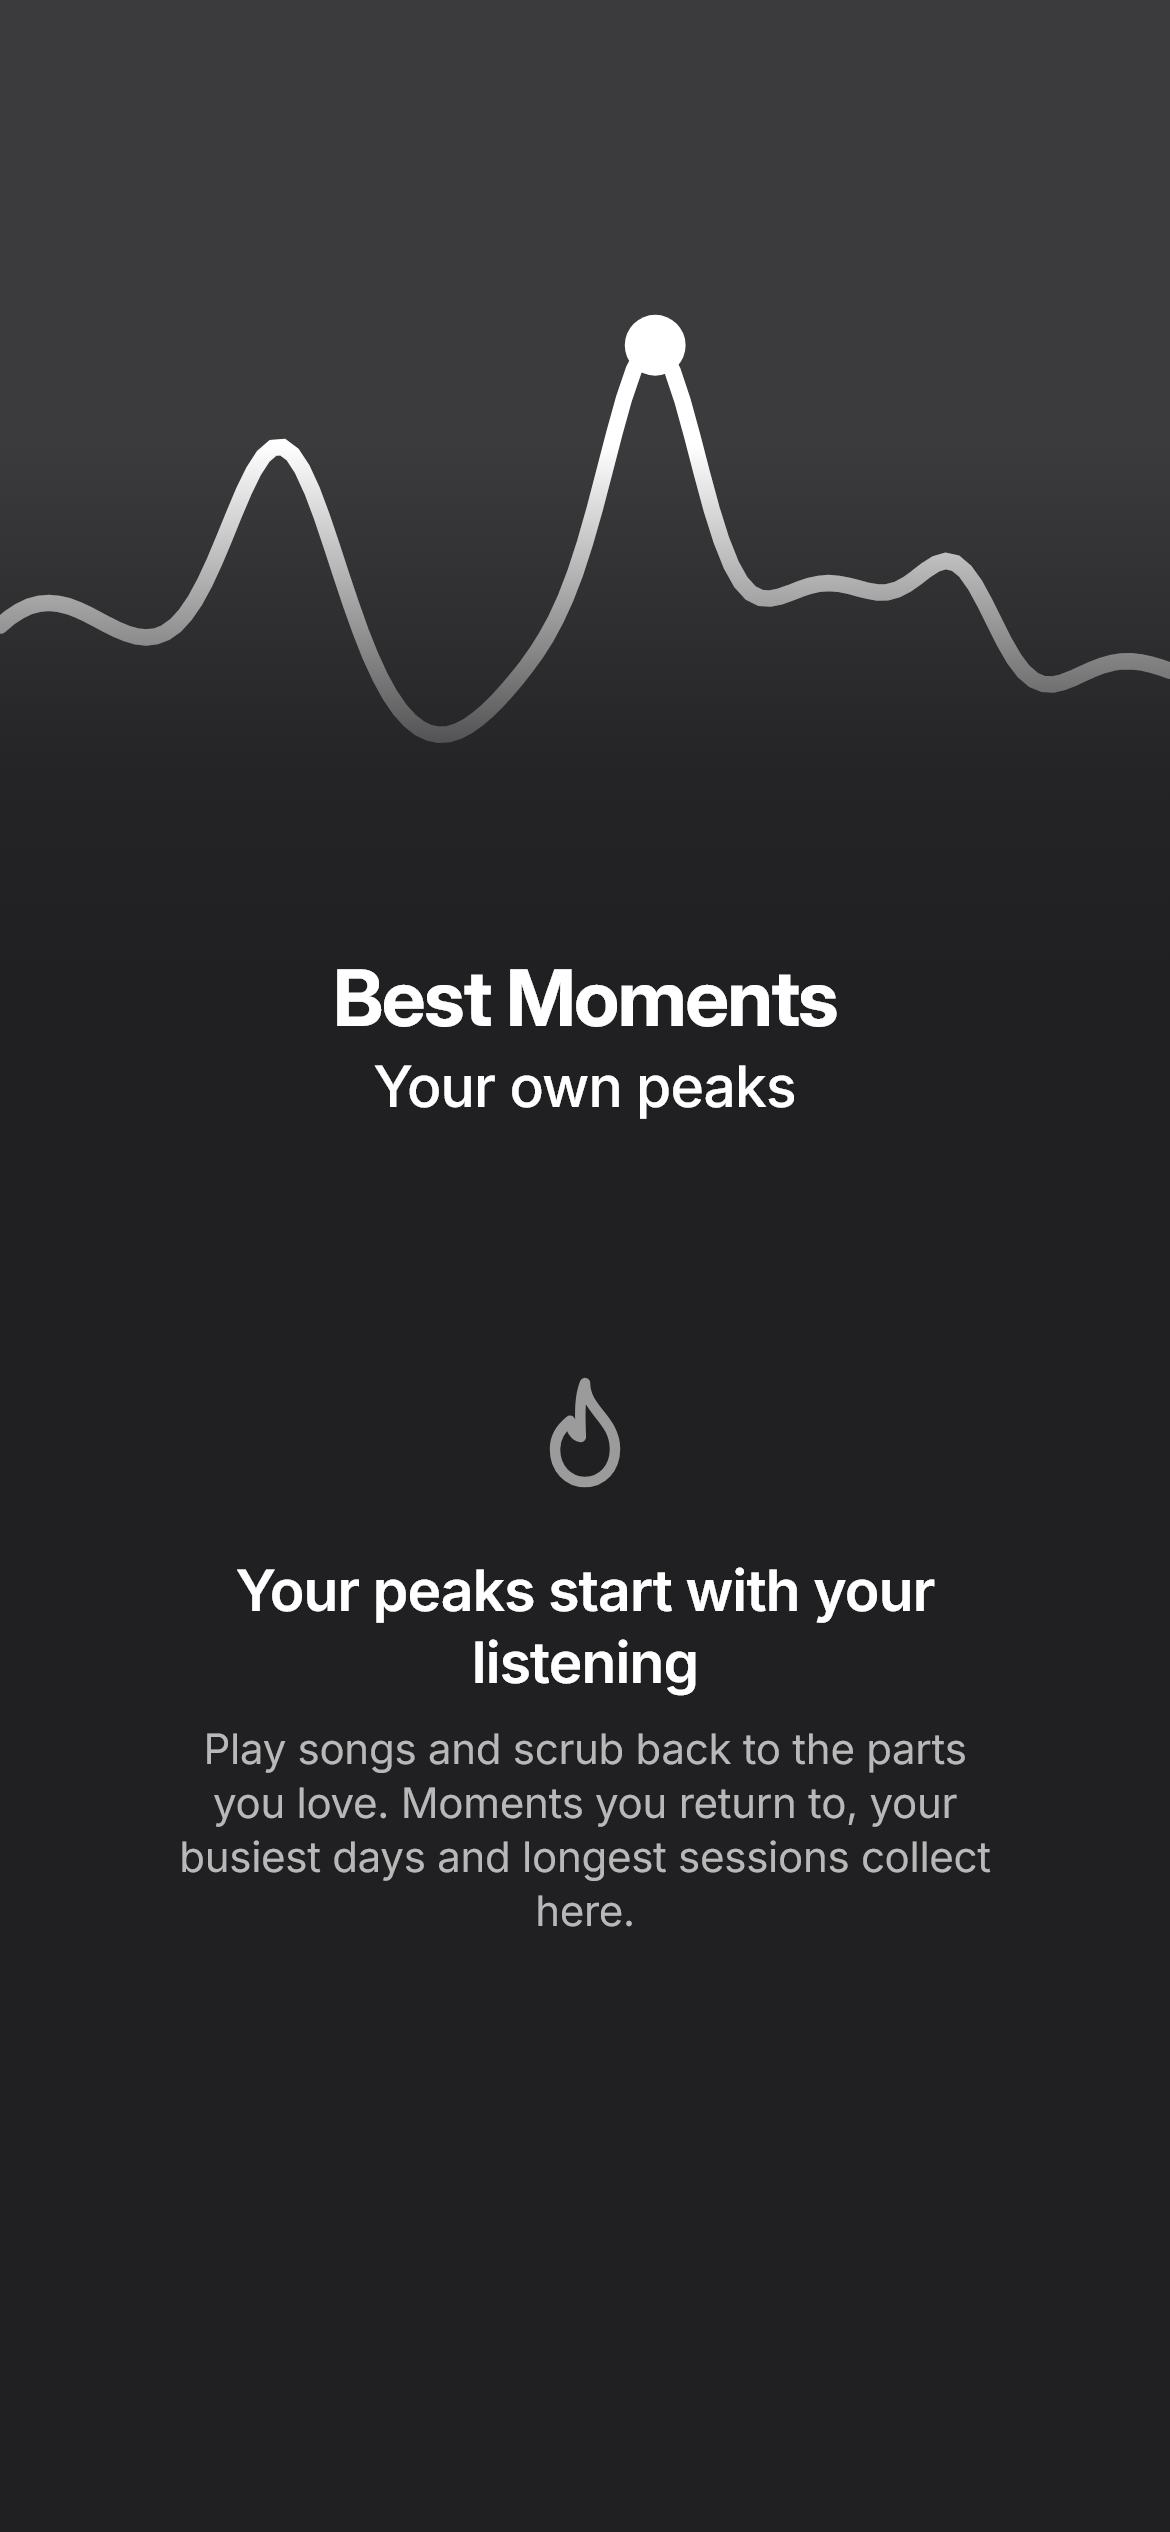 Best Moments
Your own peaks
Your peaks start with your
listening
Play songs and scrub back to the parts
you love. Moments you return to, your
busiest days and longest sessions collect
here.